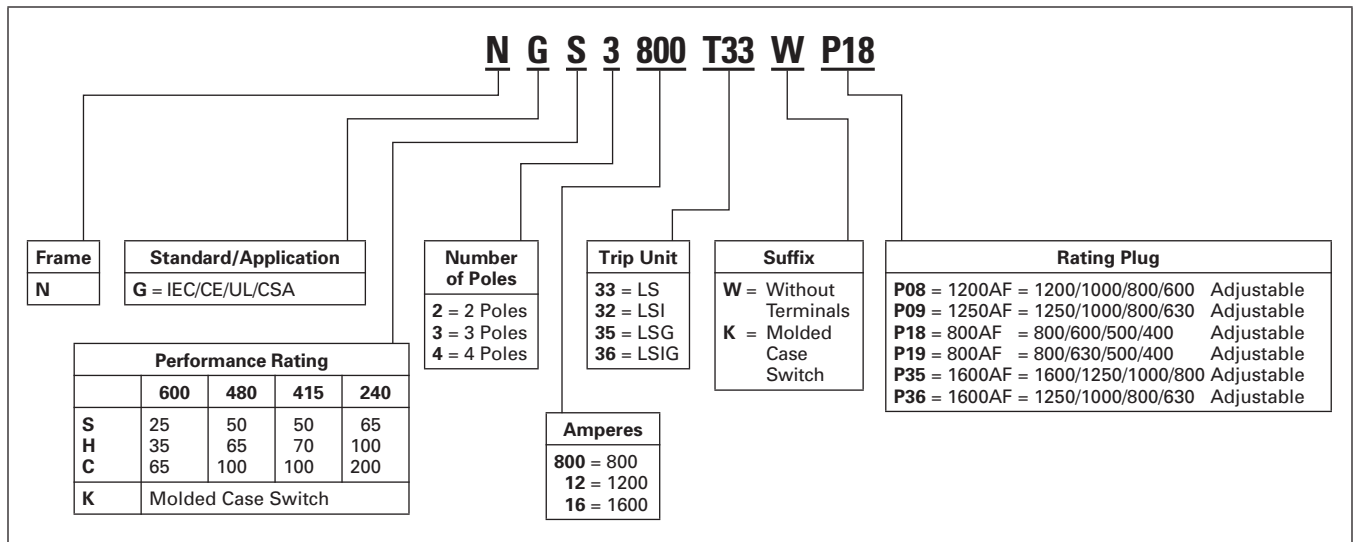 N G S 3 800 T33 W P18
Frame
N
Standard/Application
G = IEC/CE/UL/CSA
Performance Rating
600 480 415 240
S 25 50 50 65
H 35 65 70 100
C 65 100 100 200
K Molded Case Switch
Number
of Poles
2 = 2 Poles
3 = 3 Poles
4 = 4 Poles
Amperes
800 = 800
12 = 1200
16 = 1600
Trip Unit
33 = LS
32 = LSI
35 = LSG
36 = LSIG
Suffix
W = Without
Terminals
K = Molded
Case
Switch
Rating Plug
P08 = 1200AF = 1200/1000/800/600 Adjustable
P09 = 1250AF = 1250/1000/800/630 Adjustable
P18 = 800AF = 800/600/500/400 Adjustable
P19 = 800AF = 800/630/500/400 Adjustable
P35 = 1600AF = 1600/1250/1000/800 Adjustable
P36 = 1600AF = 1250/1000/800/630 Adjustable